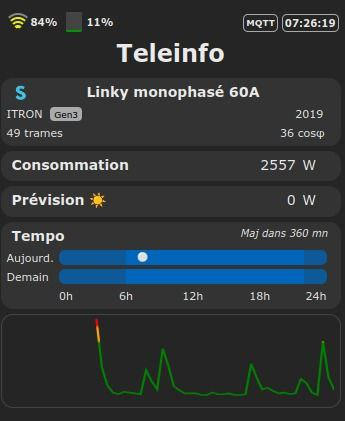 84% 11% MQTT 07:26:19
Teleinfo
S Linky monophasé 60A
ITRON Gen3 2019
49 trames 36 cosφ
Consommation 2557 W
Prévision ☀️ 0 W
Tempo Maj dans 360 mn
Aujourd.
Demain
0h 6h 12h 18h 24h